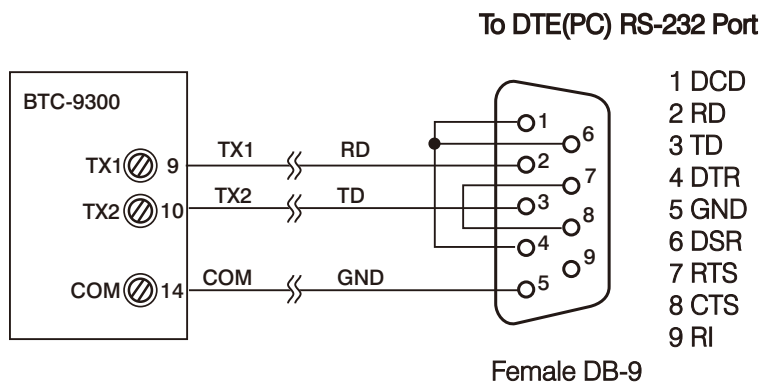 To DTE(PC) RS-232 Port
BTC-9300
TX1 9 TX1 RD
TX2 10 TX2 TD
COM 14 COM GND
1
6
2
7
3
8
4
9
5
1 DCD
2 RD
3 TD
4 DTR
5 GND
6 DSR
7 RTS
8 CTS
9 RI
Female DB-9